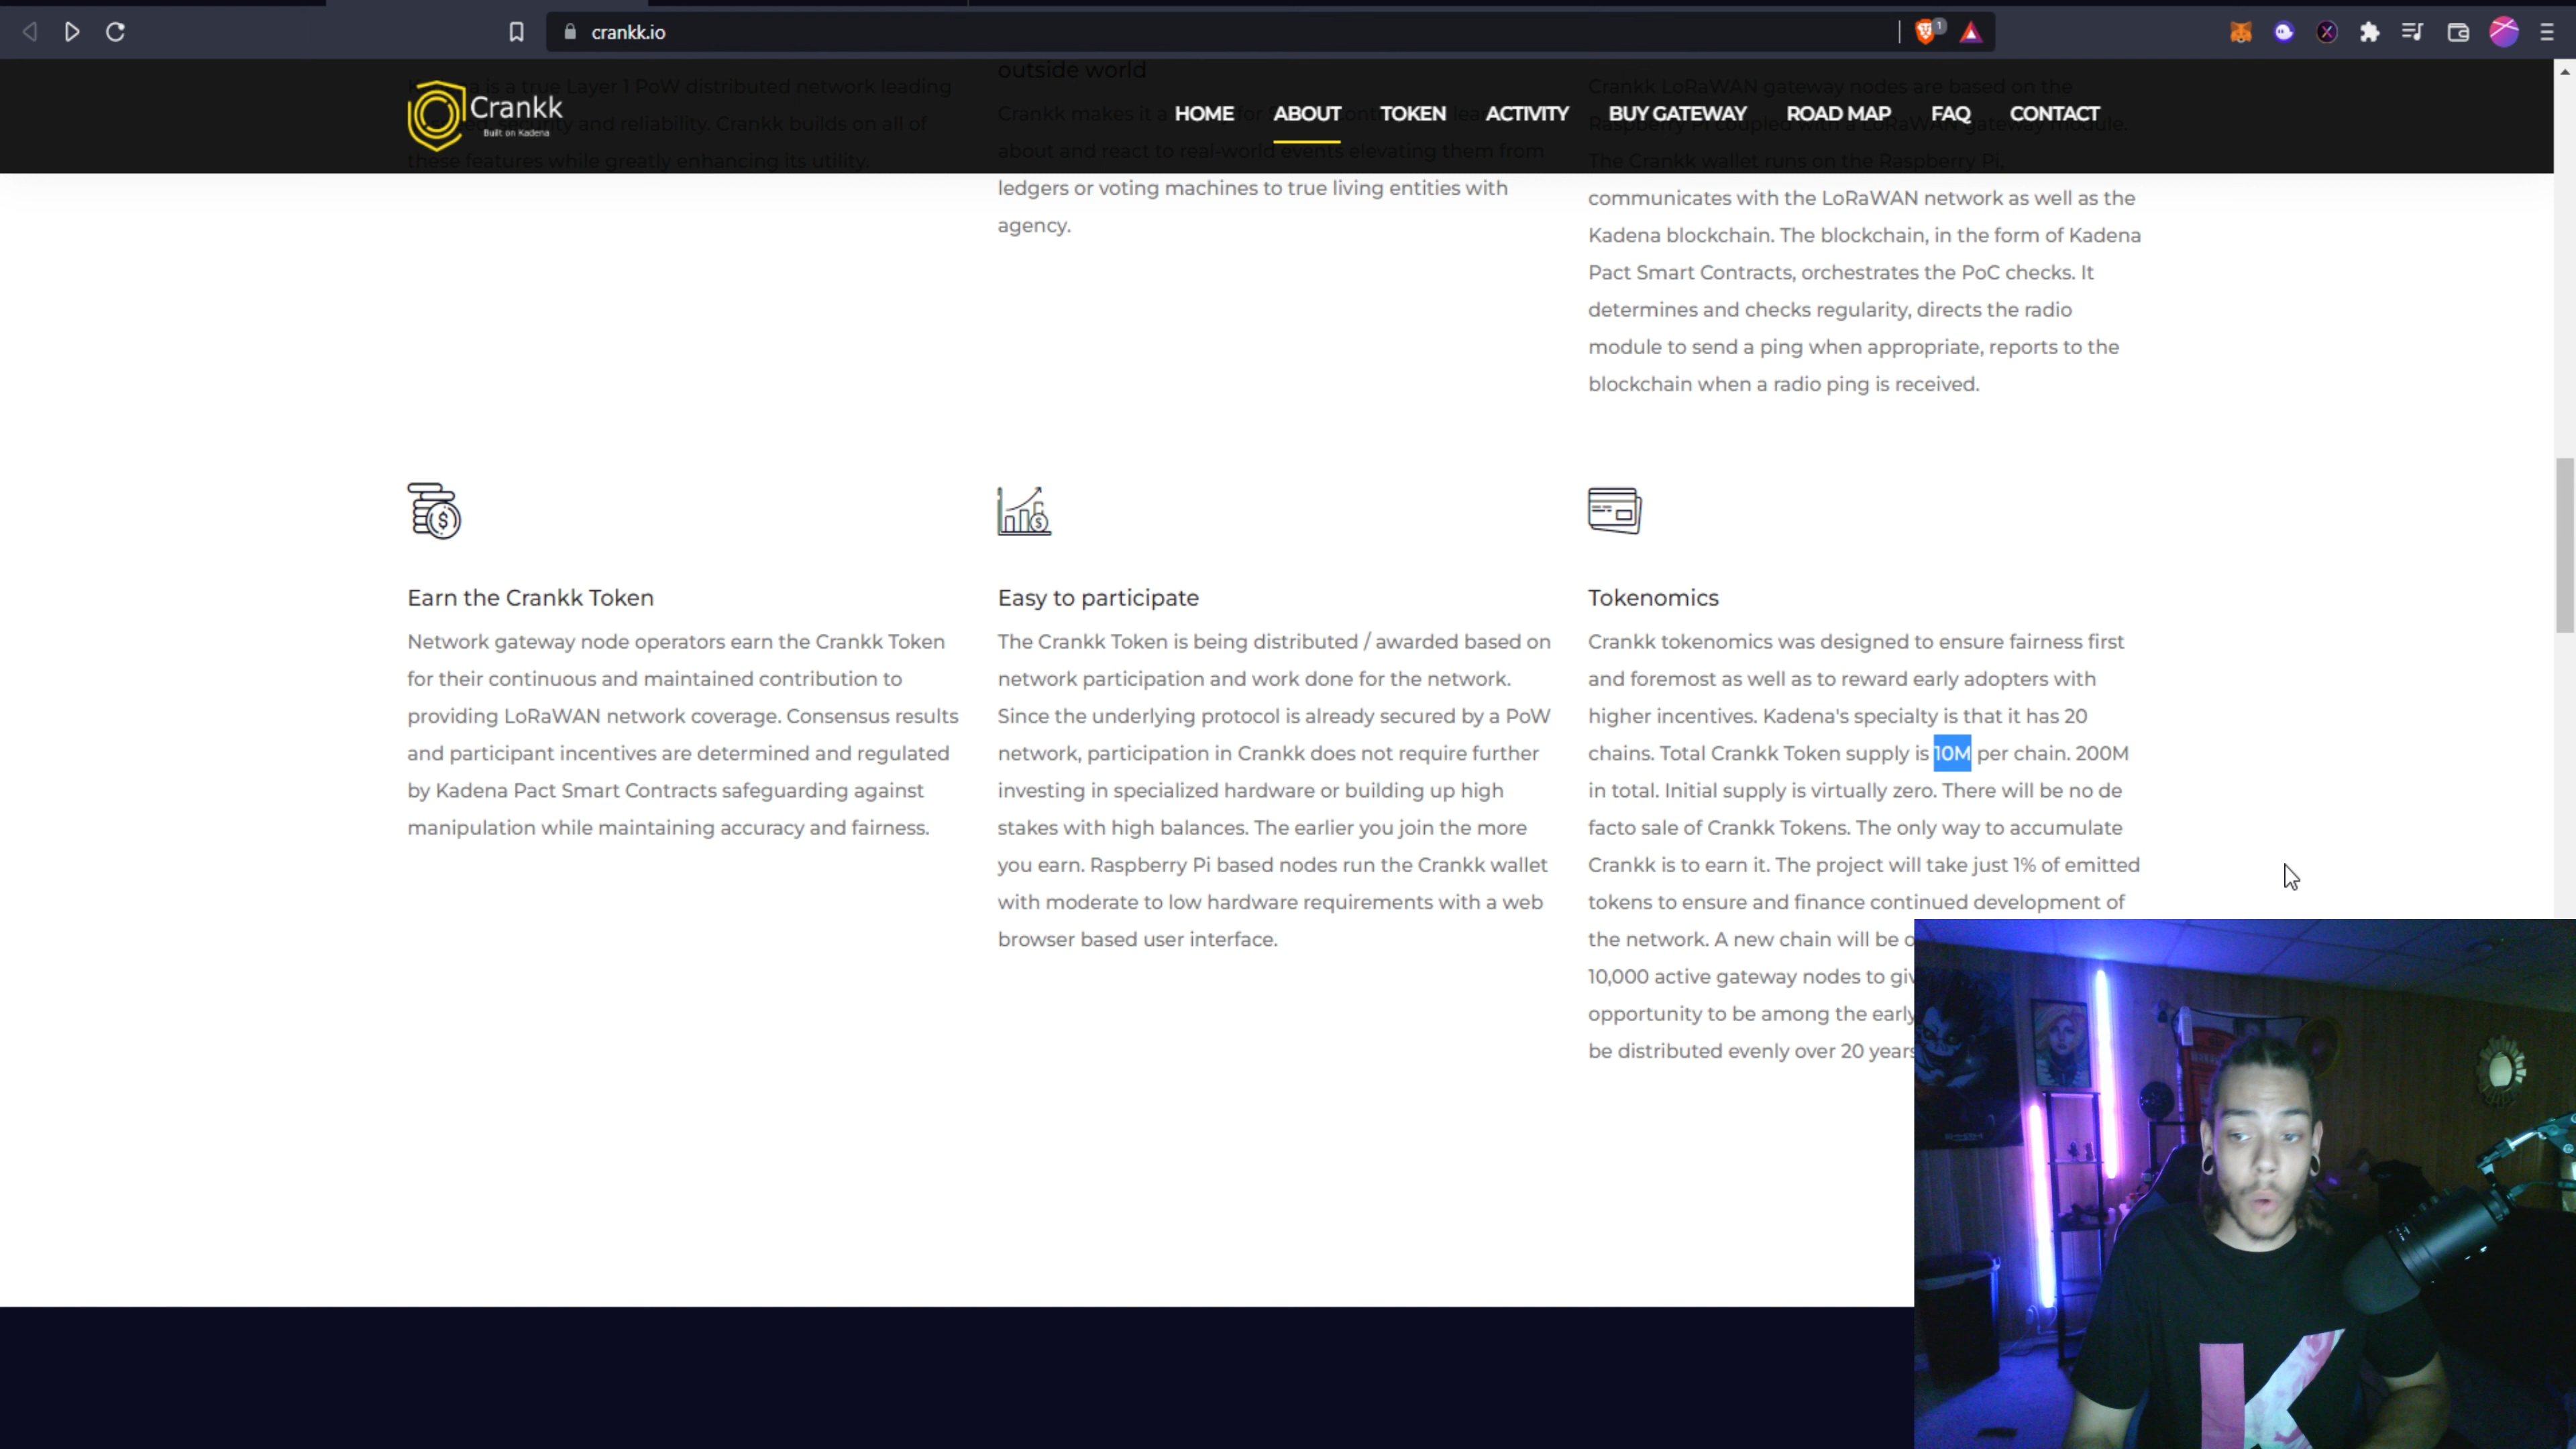 crankk.io
1
Crankk
Built on Kadena
HOME
ABOUT
TOKEN
ACTIVITY
BUY GATEWAY
ROAD MAP
FAQ
CONTACT
is a true Layer 1 PoW distributed network leading
security and reliability. Crankk builds on all of
these features while greatly enhancing its utility.
outside world
Crankk makes it a for
about and react to real-world events elevating them from
ledgers or voting machines to true living entities with
agency.
Crankk LoRaWAN gateway nodes are based on the
Raspberry Pi coupled with a LoRaWAN gateway module.
The Crankk wallet runs on the Raspberry Pi,
communicates with the LoRaWAN network as well as the
Kadena blockchain. The blockchain, in the form of Kadena
Pact Smart Contracts, orchestrates the PoC checks. It
determines and checks regularity, directs the radio
module to send a ping when appropriate, reports to the
blockchain when a radio ping is received.
Earn the Crankk Token
Network gateway node operators earn the Crankk Token
for their continuous and maintained contribution to
providing LoRaWAN network coverage. Consensus results
and participant incentives are determined and regulated
by Kadena Pact Smart Contracts safeguarding against
manipulation while maintaining accuracy and fairness.
Easy to participate
The Crankk Token is being distributed / awarded based on
network participation and work done for the network.
Since the underlying protocol is already secured by a PoW
network, participation in Crankk does not require further
investing in specialized hardware or building up high
stakes with high balances. The earlier you join the more
you earn. Raspberry Pi based nodes run the Crankk wallet
with moderate to low hardware requirements with a web
browser based user interface.
Tokenomics
Crankk tokenomics was designed to ensure fairness first
and foremost as well as to reward early adopters with
higher incentives. Kadena's specialty is that it has 20
chains. Total Crankk Token supply is 10M per chain. 200M
in total. Initial supply is virtually zero. There will be no de
facto sale of Crankk Tokens. The only way to accumulate
Crankk is to earn it. The project will take just 1% of emitted
tokens to ensure and finance continued development of
the network. A new chain will be
10,000 active gateway nodes to
opportunity to be among the early
be distributed evenly over 20 years
K